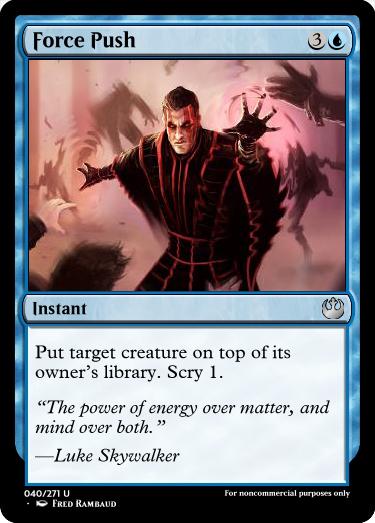 Force Push 3
Instant
Put target creature on top of its
owner's library. Scry 1.
“The power of energy over matter, and
mind over both.”
—Luke Skywalker
040/271 U
For noncommercial purposes only
· Fred Rambaud